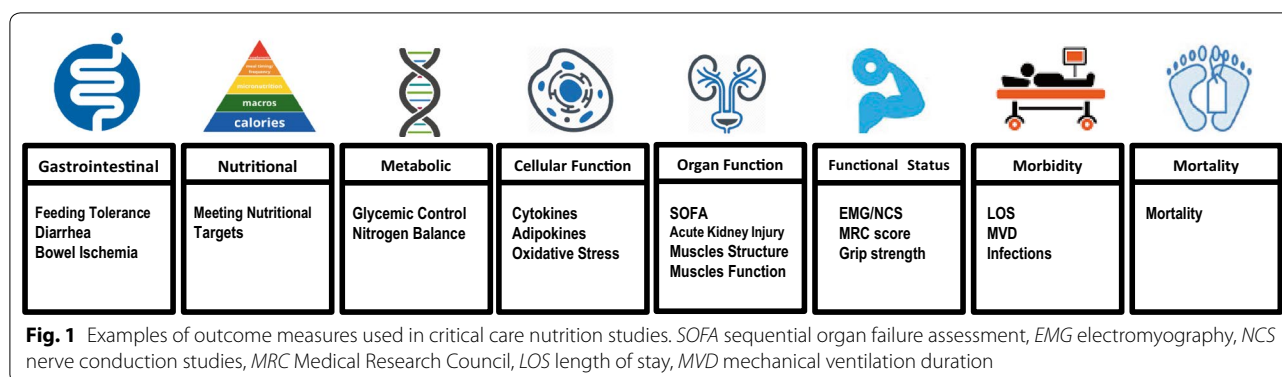 meal timing/
frequency
micronutrition
macros
calories
Gastrointestinal
Feeding Tolerance
Diarrhea
Bowel Ischemia
Nutritional
Meeting Nutritional
Targets
Metabolic
Glycemic Control
Nitrogen Balance
Cellular Function
Cytokines
Adipokines
Oxidative Stress
Organ Function
SOFA
Acute Kidney Injury
Muscles Structure
Muscles Function
Functional Status
EMG/NCS
MRC score
Grip strength
Morbidity
LOS
MVD
Infections
Mortality
Mortality
Fig. 1 Examples of outcome measures used in critical care nutrition studies. SOFA sequential organ failure assessment, EMG electromyography, NCS
nerve conduction studies, MRC Medical Research Council, LOS length of stay, MVD mechanical ventilation duration